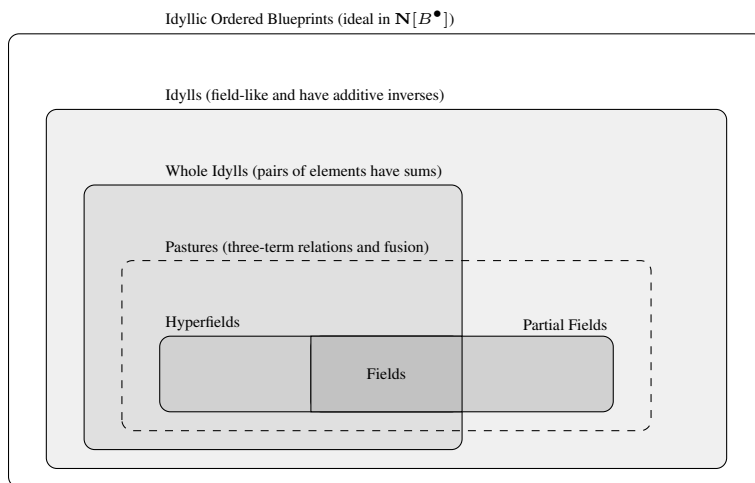 Idyllic Ordered Blueprints (ideal in N[B•])
Idylls (field-like and have additive inverses)
Whole Idylls (pairs of elements have sums)
Pastures (three-term relations and fusion)
Hyperfields
Partial Fields
Fields